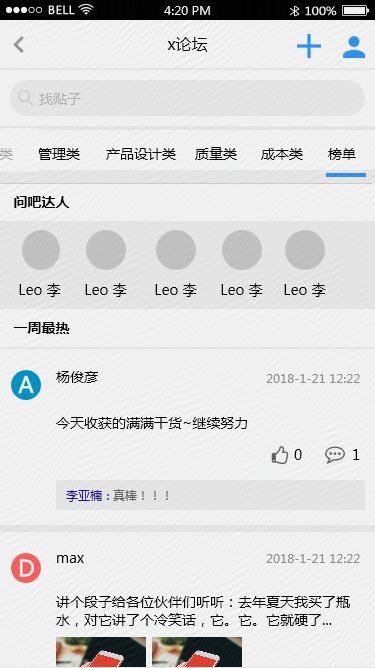 BELL 4:20 PM 100%
x论坛
找贴子
类 管理类 产品设计类 质量类 成本类 榜单
问吧达人
Leo 李 Leo 李 Leo 李 Leo 李 Leo 李
一周最热
A 杨俊彦 2018-1-21 12:22
今天收获的满满干货~继续努力
0 1
李亚楠：真棒！！！
D max 2018-1-21 12:22
讲个段子给各位伙伴们听听：去年夏天我买了瓶
水，对它讲了个冷笑话，它。它。它就硬了...